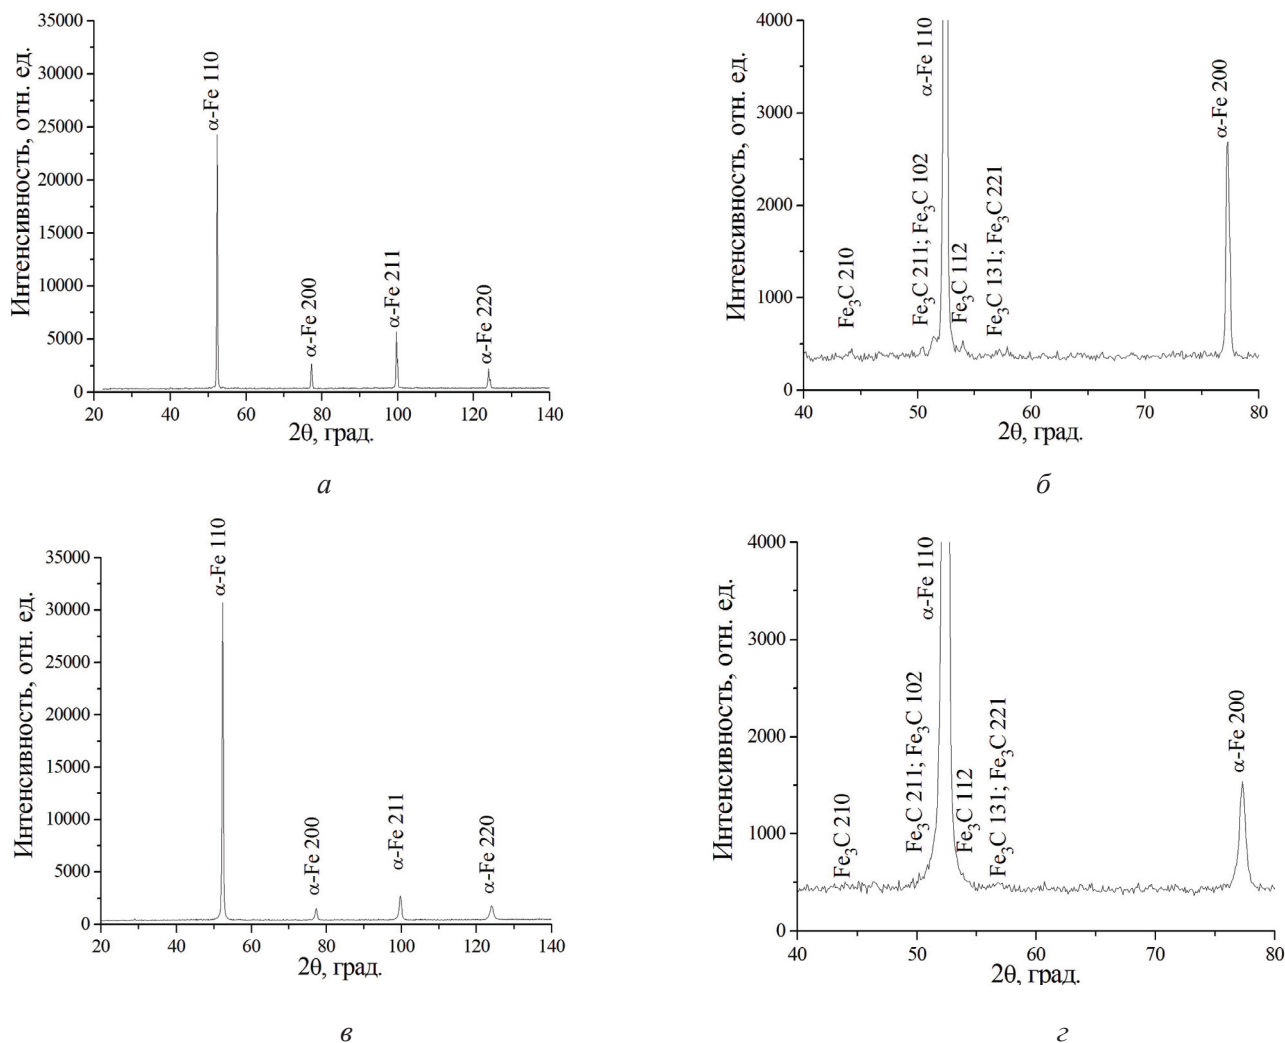 Интенсивность, отн. ед.
35000
30000
25000
20000
15000
10000
5000
0
α-Fe 110
α-Fe 200
α-Fe 211
α-Fe 220
20 40 60 80 100 120 140
2θ, град.
а
Интенсивность, отн. ед.
4000
3000
2000
1000
0
Fe₃C 210
Fe₃C 211; Fe₃C 102
α-Fe 110
Fe₃C 112
Fe₃C 131; Fe₃C 221
α-Fe 200
40 50 60 70 80
2θ, град.
б
Интенсивность, отн. ед.
35000
30000
25000
20000
15000
10000
5000
0
α-Fe 110
α-Fe 200
α-Fe 211
α-Fe 220
20 40 60 80 100 120 140
2θ, град.
в
Интенсивность, отн. ед.
4000
3000
2000
1000
0
Fe₃C 210
Fe₃C 211; Fe₃C 102
α-Fe 110
Fe₃C 112
Fe₃C 131; Fe₃C 221
α-Fe 200
40 50 60 70 80
2θ, град.
г